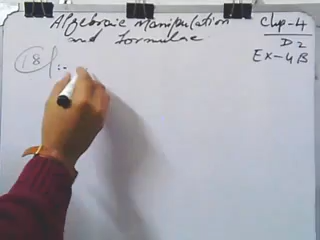 Algebraic Manipulation
and Formulae
Chp-4
D2
Ex-4B
18) :-